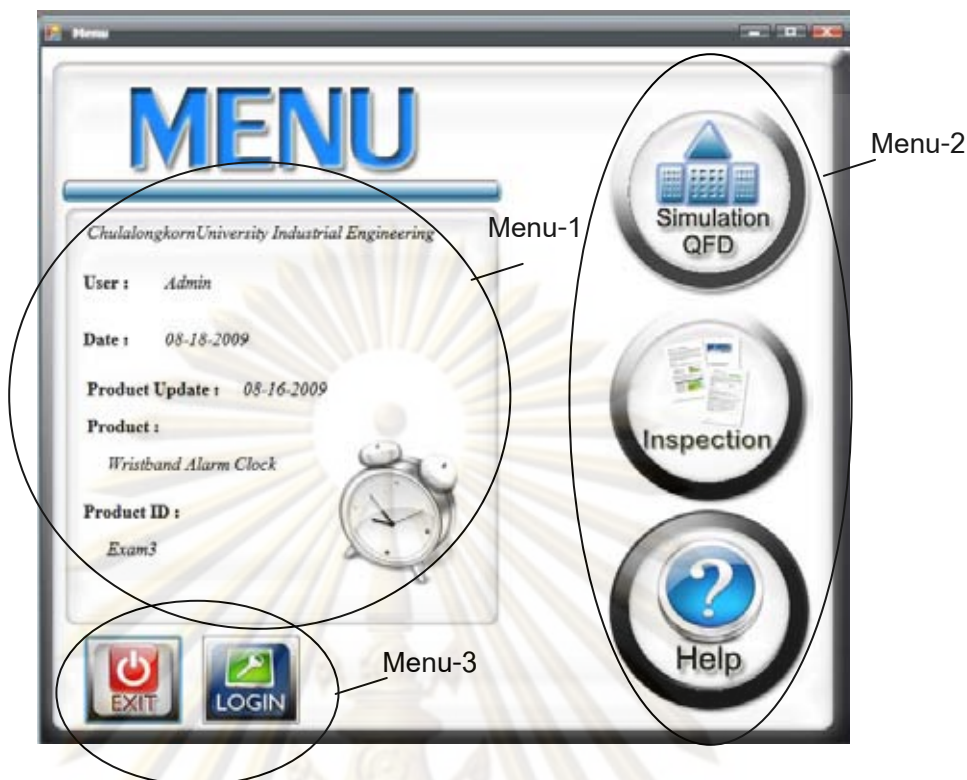 Menu
MENU
Menu-2
Simulation
QFD
ChulalongkornUniversity Industrial Engineering
Menu-1
User : Admin
Date : 08-18-2009
Product Update : 08-16-2009
Product :
Wristband Alarm Clock
Product ID :
Exam3
Inspection
Help
Menu-3
EXIT
LOGIN